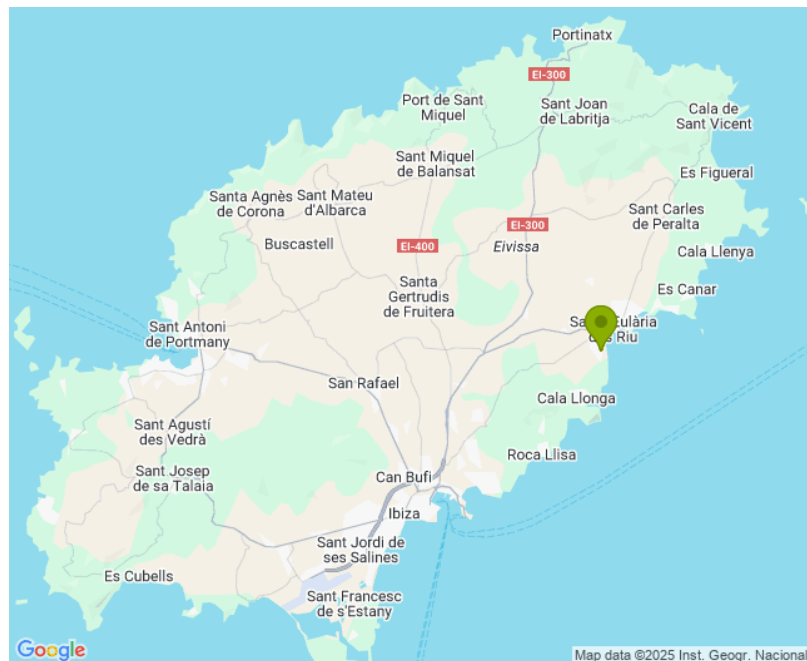 Portinatx
EI-300
Port de Sant
Miquel
Sant Joan
de Labritja
Cala de
Sant Vicent
Sant Miquel
de Balansat
Es Figueral
Santa Agnès
de Corona
Sant Mateu
d'Albarca
Sant Carles
de Peralta
EI-300
Buscastell
EI-400
Eivissa
Cala Llenya
Santa
Gertrudis
de Fruitera
Es Canar
Sant Antoni
de Portmany
Riu
San Rafael
Cala Llonga
Sant Agustí
des Vedrà
Roca Llisa
Sant Josep
de sa Talaia
Can Bufi
Ibiza
Sant Jordi de
ses Salines
Es Cubells
Sant Francesc
de s'Estany
Google
Map data ©2025 Inst. Geogr. Nacional